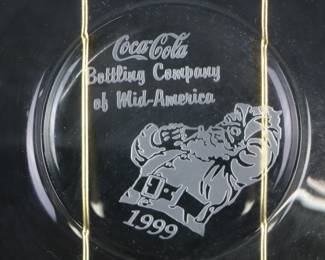 Coca-Cola
Bottling Company
of Mid-America
1999